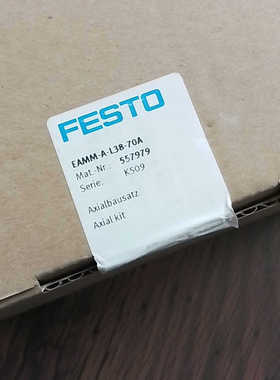 FESTO
EAMM-A-L38-70A
Mat.-Nr.: 557979
Serie: KS09
Axialbausatz
Axial kit